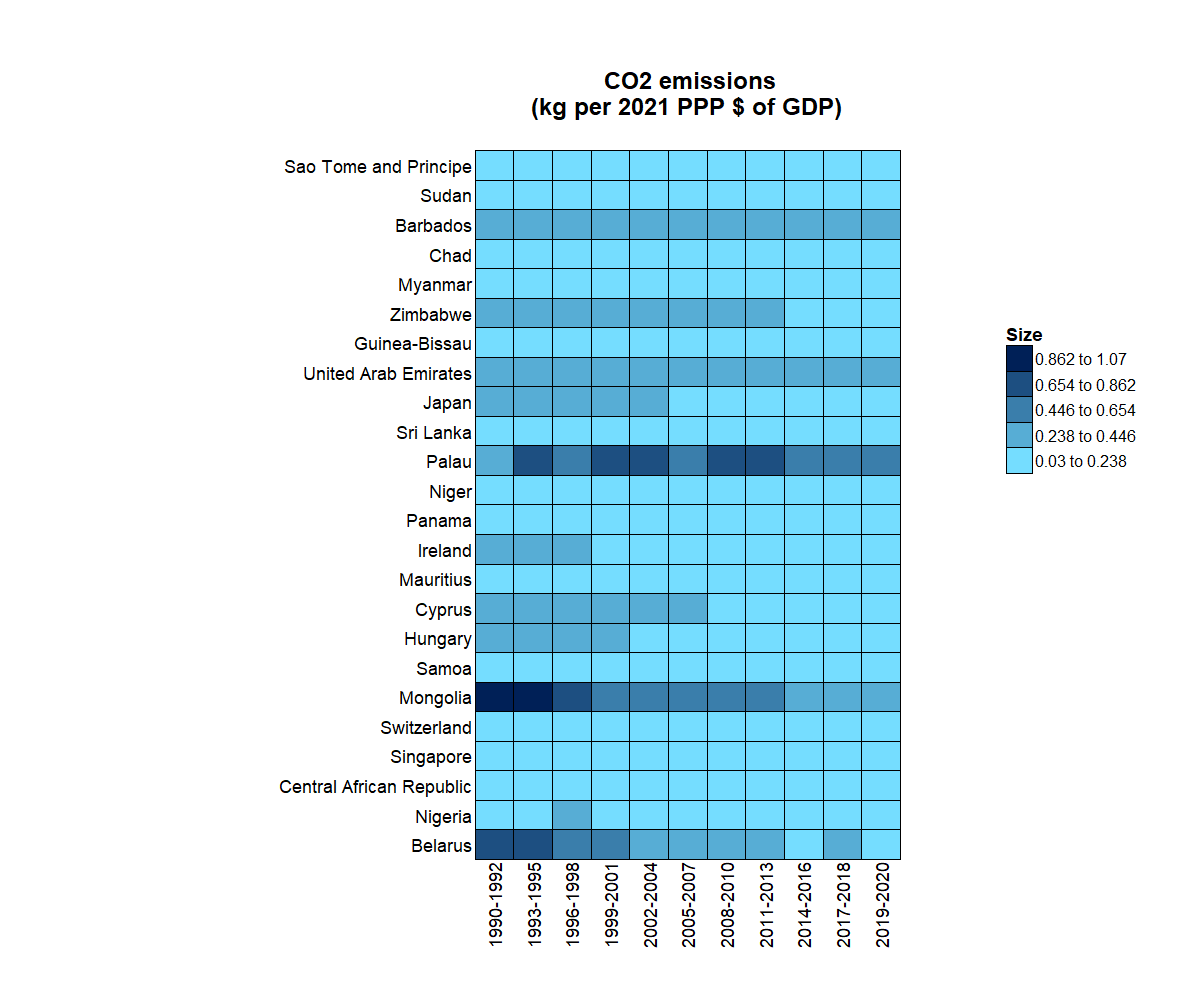 CO2 emissions
(kg per 2021 PPP $ of GDP)
Sao Tome and Principe
Sudan
Barbados
Chad
Myanmar
Zimbabwe
Guinea-Bissau
United Arab Emirates
Japan
Sri Lanka
Palau
Niger
Panama
Ireland
Mauritius
Cyprus
Hungary
Samoa
Mongolia
Switzerland
Singapore
Central African Republic
Nigeria
Belarus
1990-1992
1993-1995
1996-1998
1999-2001
2002-2004
2005-2007
2008-2010
2011-2013
2014-2016
2017-2018
2019-2020
Size
0.862 to 1.07
0.654 to 0.862
0.446 to 0.654
0.238 to 0.446
0.03 to 0.238